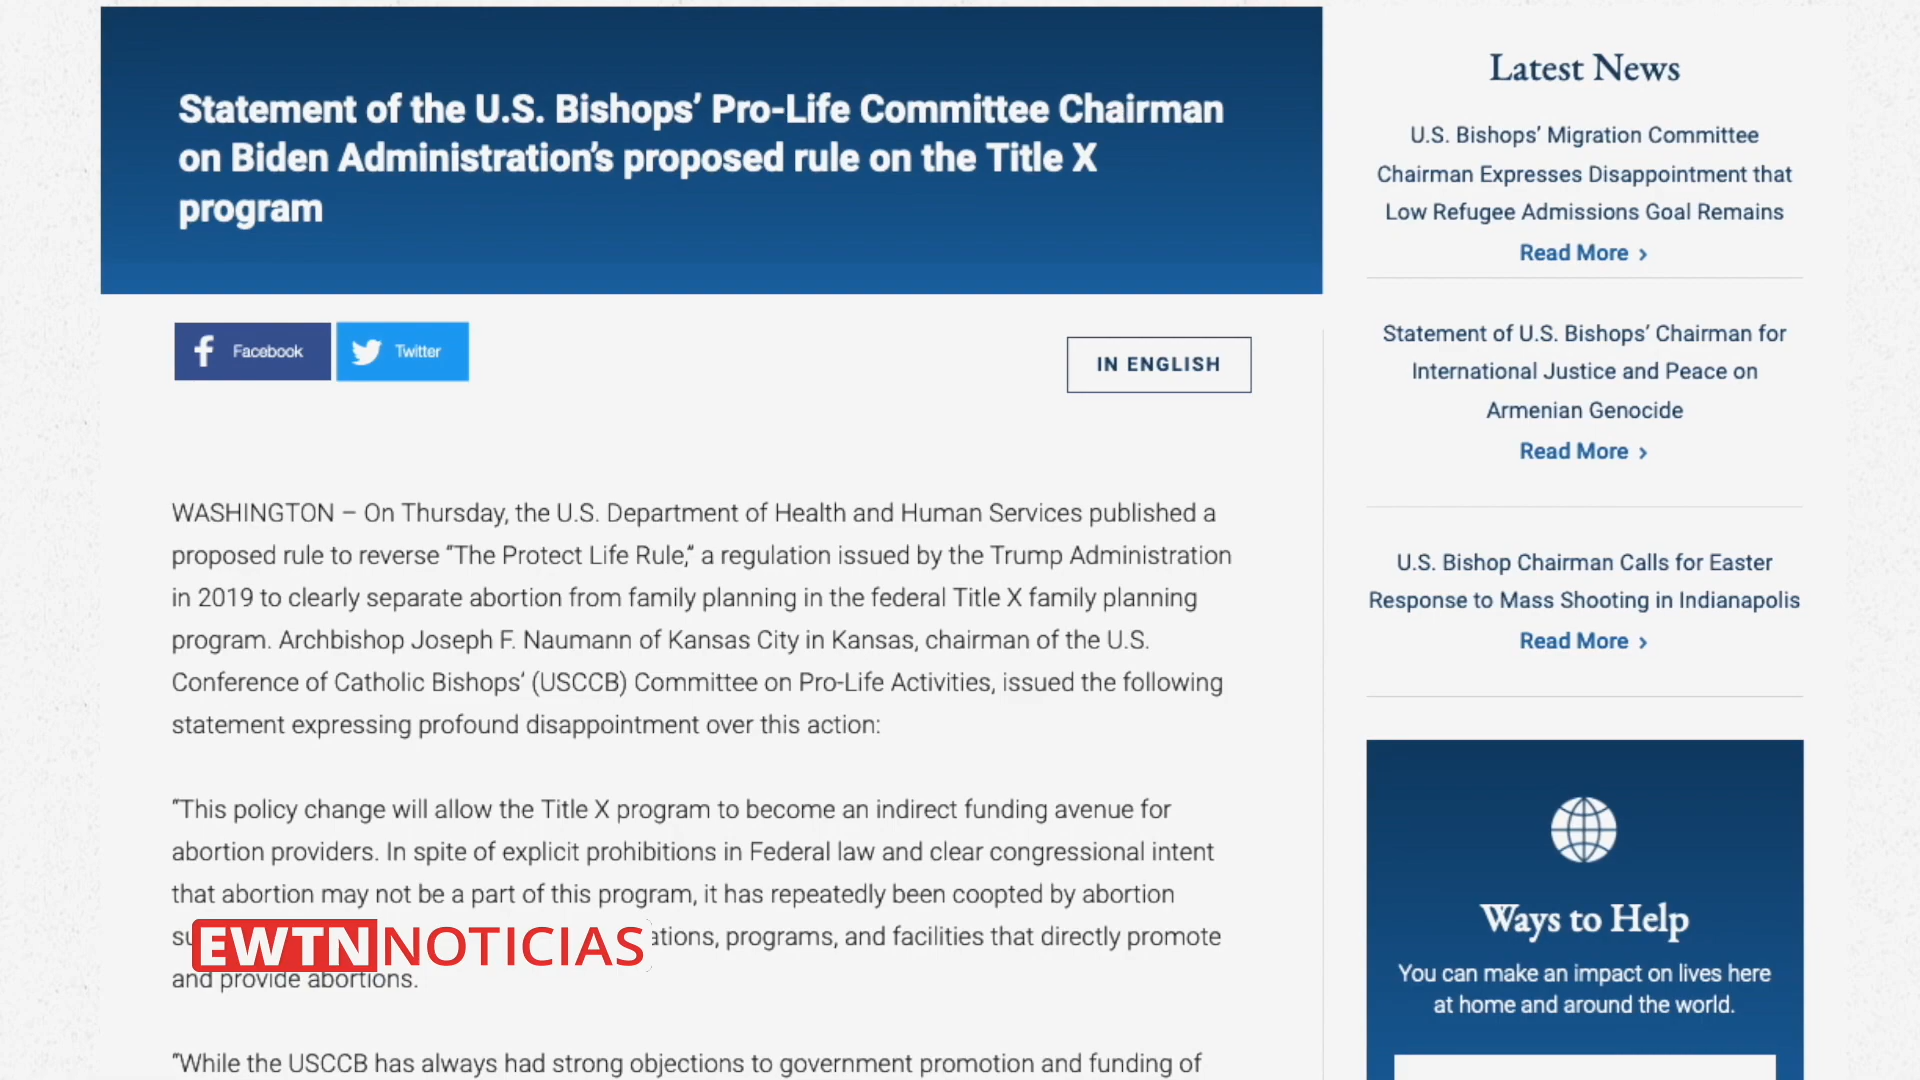 Statement of the U.S. Bishops’ Pro-Life Committee Chairman
on Biden Administration’s proposed rule on the Title X
program
Facebook
Twitter
IN ENGLISH
WASHINGTON – On Thursday, the U.S. Department of Health and Human Services published a
proposed rule to reverse “The Protect Life Rule,“ a regulation issued by the Trump Administration
in 2019 to clearly separate abortion from family planning in the federal Title X family planning
program. Archbishop Joseph F. Naumann of Kansas City in Kansas, chairman of the U.S.
Conference of Catholic Bishops’ (USCCB) Committee on Pro-Life Activities, issued the following
statement expressing profound disappointment over this action:
“This policy change will allow the Title X program to become an indirect funding avenue for
abortion providers. In spite of explicit prohibitions in Federal law and clear congressional intent
that abortion may not be a part of this program, it has repeatedly been coopted by abortion
programs, and facilities that directly promote
and provide abortions.
“While the USCCB has always had strong objections to government promotion and funding of
EWTN NOTICIAS
Latest News
U.S. Bishops’ Migration Committee
Chairman Expresses Disappointment that
Low Refugee Admissions Goal Remains
Read More ›
Statement of U.S. Bishops’ Chairman for
International Justice and Peace on
Armenian Genocide
Read More ›
U.S. Bishop Chairman Calls for Easter
Response to Mass Shooting in Indianapolis
Read More ›
Ways to Help
You can make an impact on lives here
at home and around the world.